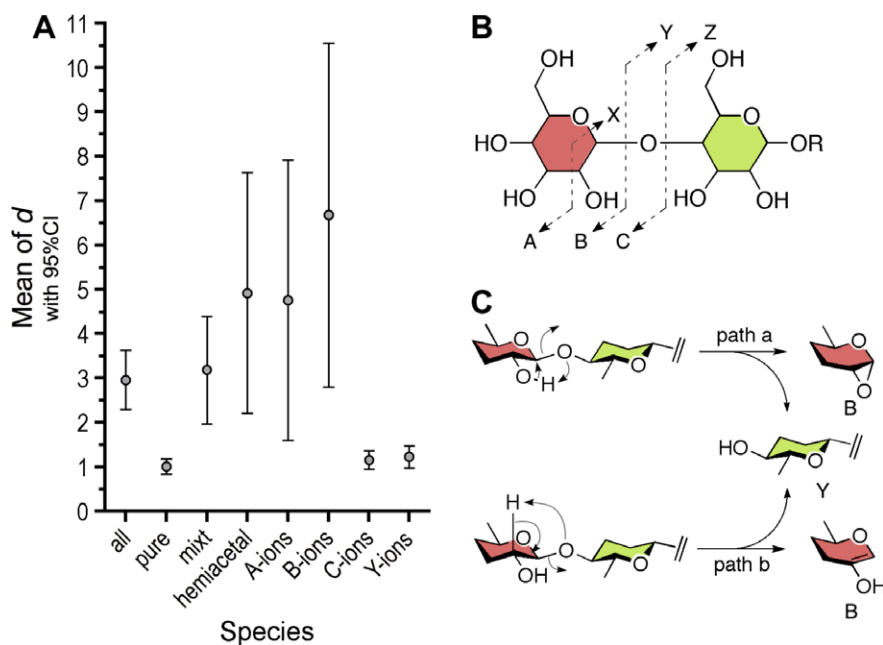 A
11
10
9
8
7
6
5
4
3
2
1
0
Mean of d
with 95%CI
all
pure
mixt
hemiacetal
A-ions
B-ions
C-ions
Y-ions
Species
B
Y
Z
OH
OH
O
O
X
HO
O
OR
HO
OH
HO
OH
A
B
C
C
O
O
O
O-H
path a
O
O
B
HO
O
Y
H
O
O
O
OH
path b
O
OH
B